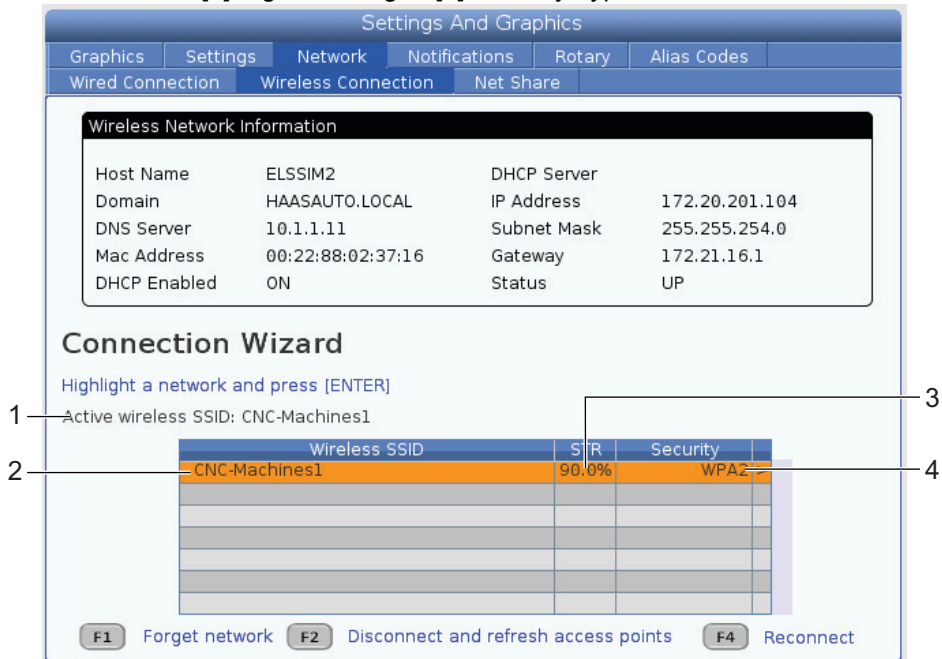 Settings And Graphics
Graphics Settings Network Notifications Rotary Alias Codes
Wired Connection Wireless Connection Net Share
Wireless Network Information
Host Name ELSSIM2 DHCP Server
Domain HAASAUTO.LOCAL IP Address 172.20.201.104
DNS Server 10.1.1.11 Subnet Mask 255.255.254.0
Mac Address 00:22:88:02:37:16 Gateway 172.21.16.1
DHCP Enabled ON Status UP
Connection Wizard
Highlight a network and press [ENTER]
3
1 Active wireless SSID: CNC-Machines1
Wireless SSID STR Security
2 CNC-Machines1 90.0% WPA2 > 4
F1 Forget network F2 Disconnect and refresh access points F4 Reconnect